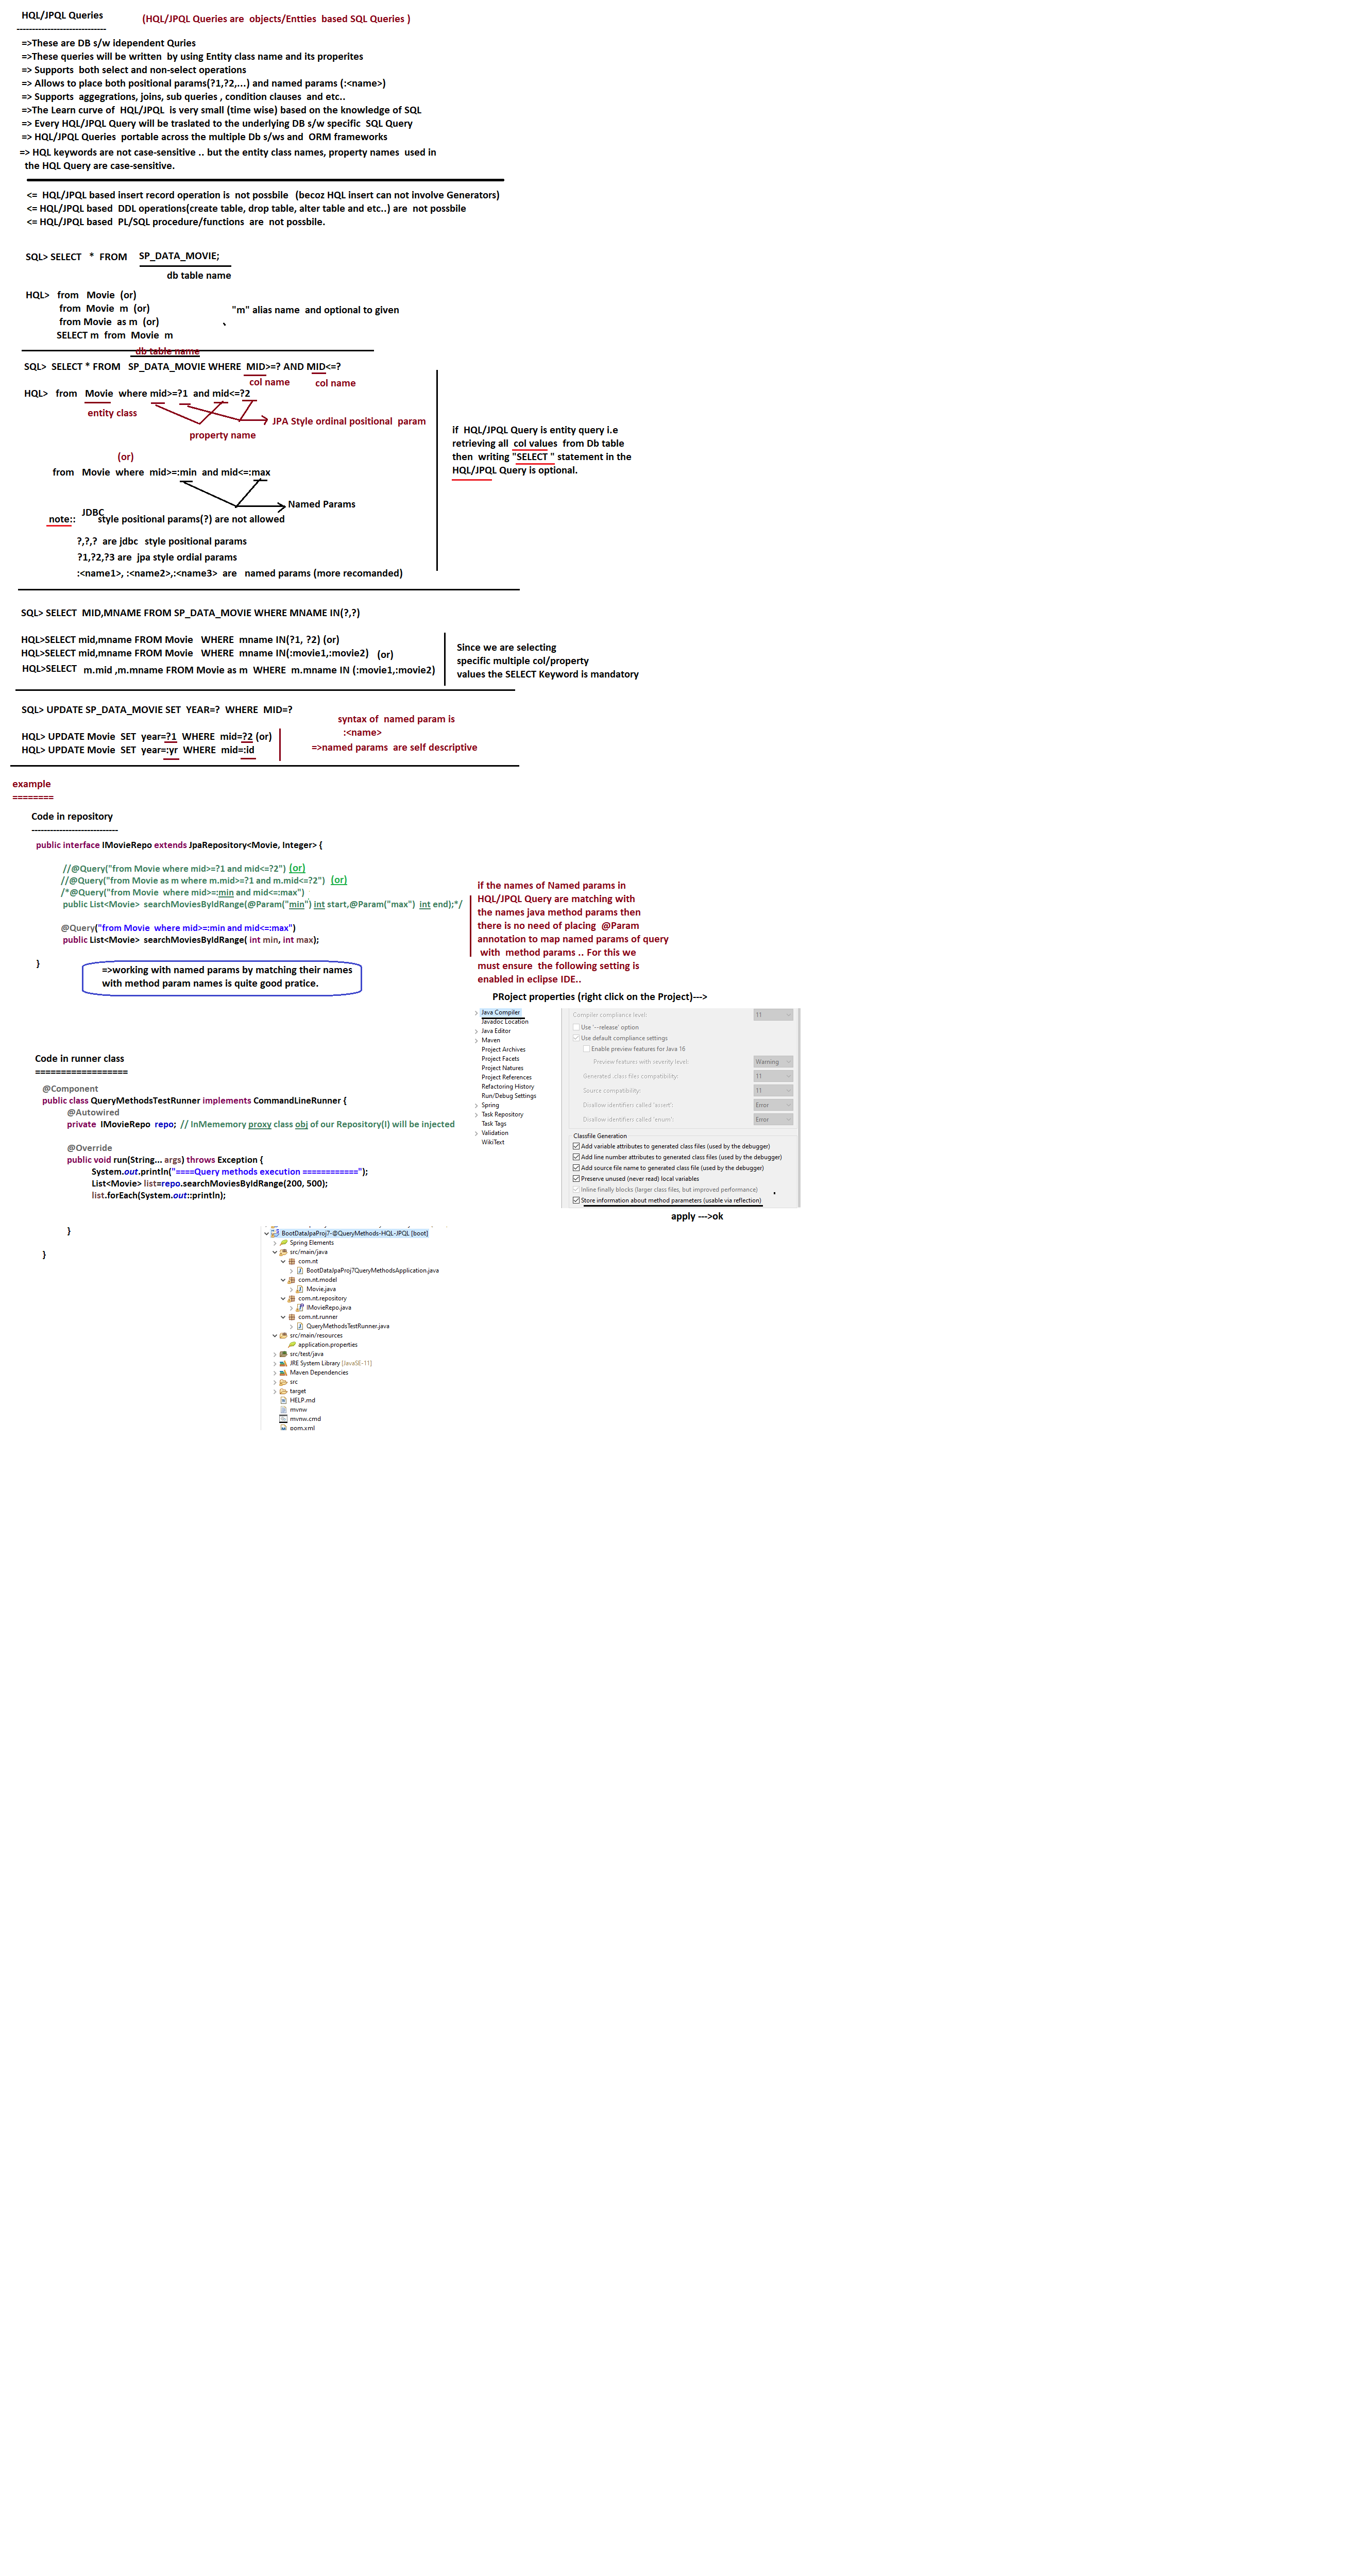 HQL/JPQL Queries (HQL/JPQL Queries are objects/Entties based SQL Queries )
-----------------------------
=>These are DB s/w idependent Quries
=>These queries will be written by using Entity class name and its properites
=> Supports both select and non-select operations
=> Allows to place both positional params(?1,?2,...) and named params (:<name>)
=> Supports aggegrations, joins, sub queries , condition clauses and etc..
=>The Learn curve of HQL/JPQL is very small (time wise) based on the knowledge of SQL
=> Every HQL/JPQL Query will be traslated to the underlying DB s/w specific SQL Query
=> HQL/JPQL Queries portable across the multiple Db s/ws and ORM frameworks
=> HQL keywords are not case-sensitive .. but the entity class names, property names used in
the HQL Query are case-sensitive.
<= HQL/JPQL based insert record operation is not possbile (becoz HQL insert can not involve Generators)
<= HQL/JPQL based DDL operations(create table, drop table, alter table and etc..) are not possbile
<= HQL/JPQL based PL/SQL procedure/functions are not possbile.
SQL> SELECT * FROM SP_DATA_MOVIE;
db table name
HQL> from Movie (or)
from Movie m (or)
"m" alias name and optional to given
from Movie as m (or)
SELECT m from Movie m
db table name
SQL> SELECT * FROM SP_DATA_MOVIE WHERE MID>=? AND MID<=?
col name col name
HQL> from Movie where mid>=?1 and mid<=?2
entity class
JPA Style ordinal positional param
property name
if HQL/JPQL Query is entity query i.e
retrieving all col values from Db table
then writing "SELECT " statement in the
HQL/JPQL Query is optional.
(or)
from Movie where mid>=:min and mid<=:max
Named Params
note:: JDBC style positional params(?) are not allowed
?,?,? are jdbc style positional params
?1,?2,?3 are jpa style ordial params
:<name1>, :<name2>,:<name3> are named params (more recomanded)
SQL> SELECT MID,MNAME FROM SP_DATA_MOVIE WHERE MNAME IN(?,?)
HQL>SELECT mid,mname FROM Movie WHERE mname IN(?1, ?2) (or)
HQL>SELECT mid,mname FROM Movie WHERE mname IN(:movie1,:movie2) (or)
HQL>SELECT m.mid ,m.mname FROM Movie as m WHERE m.mname IN (:movie1,:movie2)
Since we are selecting
specific multiple col/property
values the SELECT Keyword is mandatory
SQL> UPDATE SP_DATA_MOVIE SET YEAR=? WHERE MID=?
HQL> UPDATE Movie SET year=?1 WHERE mid=?2 (or)
HQL> UPDATE Movie SET year=:yr WHERE mid=:id
syntax of named param is
:<name>
=>named params are self descriptive
example
========
Code in repository
----------------------------
public interface IMovieRepo extends JpaRepository<Movie, Integer> {
//@Query("from Movie where mid>=?1 and mid<=?2") (or)
//@Query("from Movie as m where m.mid>=?1 and m.mid<=?2") (or)
/*@Query("from Movie where mid>=:min and mid<=:max")
public List<Movie> searchMoviesByIdRange(@Param("min") int start,@Param("max") int end);*/
@Query("from Movie where mid>=:min and mid<=:max")
public List<Movie> searchMoviesByIdRange( int min, int max);
}
=>working with named params by matching their names
with method param names is quite good pratice.
if the names of Named params in
HQL/JPQL Query are matching with
the names java method params then
there is no need of placing @Param
annotation to map named params of query
with method params .. For this we
must ensure the following setting is
enabled in eclipse IDE..
PRoject properties (right click on the Project)--->
Java Compiler
Javadoc Location
Java Editor
Maven
Project Archives
Project Facets
Project Natures
Project References
Refactoring History
Run/Debug Settings
Spring
Task Repository
Task Tags
Validation
WikiText
Compiler compliance level: 11
Use '--release' option
Use default compliance settings
Enable preview features for Java 16
Preview features with severity level: Warning
Generated .class files compatibility: 11
Source compatibility: 11
Disallow identifiers called 'assert': Error
Disallow identifiers called 'enum': Error
Classfile Generation
Add variable attributes to generated class files (used by the debugger)
Add line number attributes to generated class files (used by the debugger)
Add source file name to generated class file (used by the debugger)
Preserve unused (never read) local variables
Inline finally blocks (larger class files, but improved performance)
Store information about method parameters (usable via reflection)
apply --->ok
Code in runner class
==================
@Component
public class QueryMethodsTestRunner implements CommandLineRunner {
@Autowired
private IMovieRepo repo; // InMememory proxy class obj of our Repository(I) will be injected
@Override
public void run(String... args) throws Exception {
System.out.println("====Query methods execution ============");
List<Movie> list=repo.searchMoviesByIdRange(200, 500);
list.forEach(System.out::println);
}
}
BootDataJpaProj7-@QueryMethods-HQL-JPQL [boot]
Spring Elements
src/main/java
com.nt
BootDataJpaProj7QueryMethodsApplication.java
com.nt.model
Movie.java
com.nt.repository
IMovieRepo.java
com.nt.runner
QueryMethodsTestRunner.java
src/main/resources
application.properties
src/test/java
JRE System Library [JavaSE-11]
Maven Dependencies
src
target
HELP.md
mvnw
mvnw.cmd
pom.xml